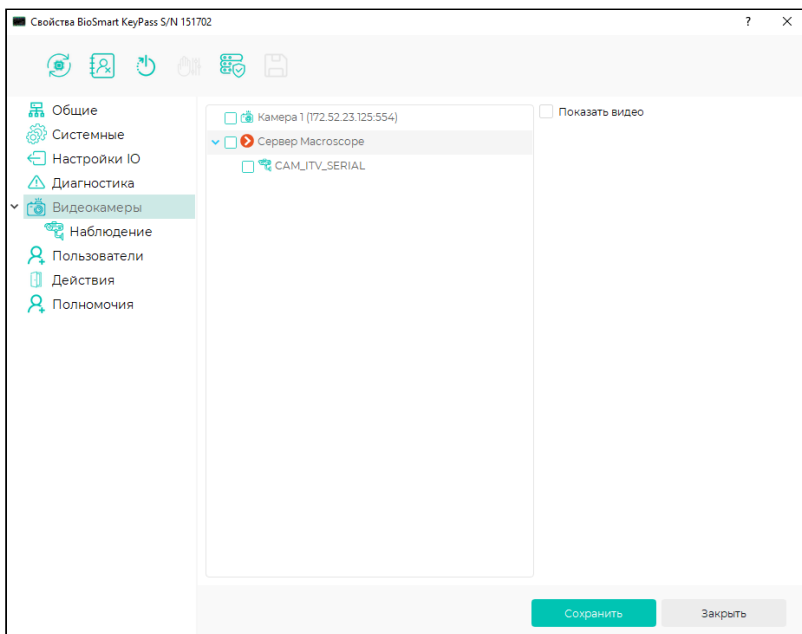 Свойства BioSmart KeyPass S/N 151702
?
Общие
Системные
Настройки IO
Диагностика
Видеокамеры
Наблюдение
Пользователи
Действия
Полномочия
Камера 1 (172.52.23.125:554)
Сервер Macroscope
CAM_ITV_SERIAL
Показать видео
Сохранить
Закрыть